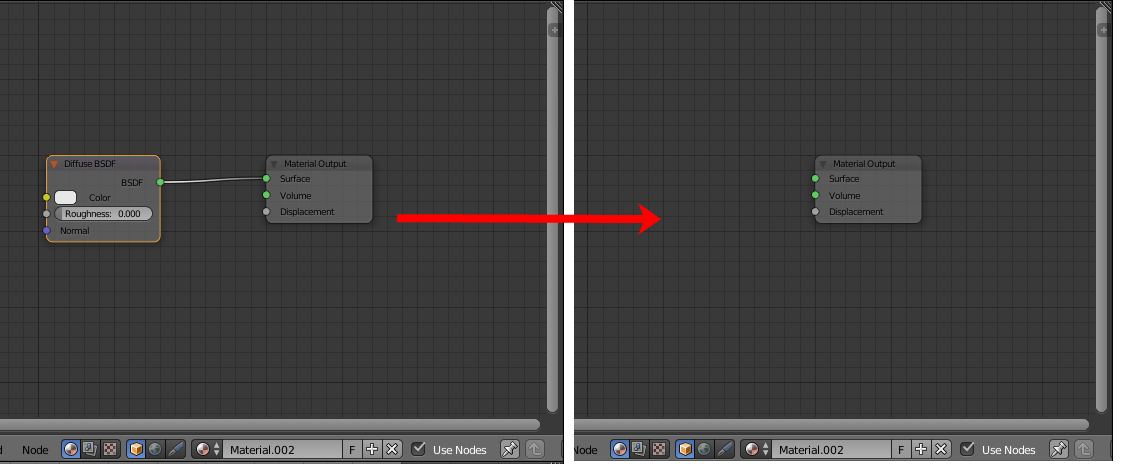 Diffuse BSDF
BSDF
Color
Roughness: 0.000
Normal
Material Output
Surface
Volume
Displacement
Material Output
Surface
Volume
Displacement
Node Material.002 F Use Nodes
Node Material.002 F Use Nodes